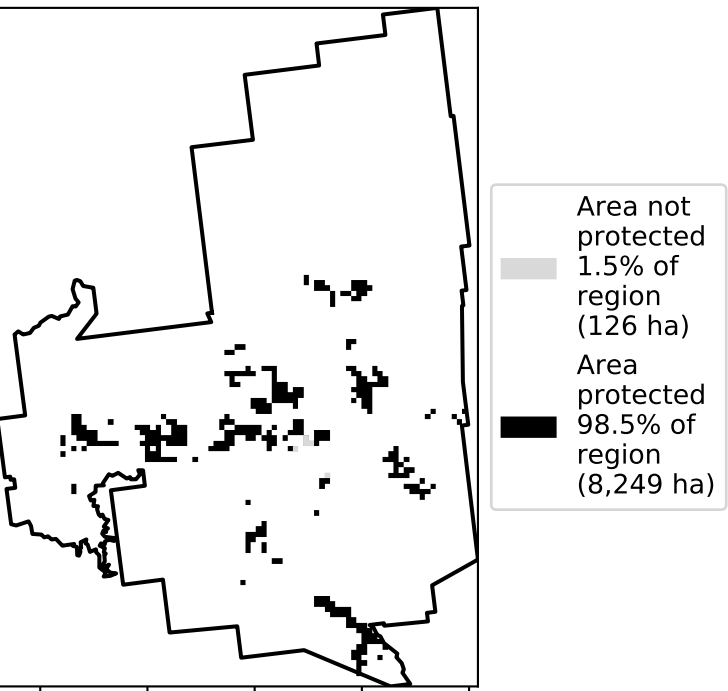 Area not
protected
1.5% of
region
(126 ha)
Area
protected
98.5% of
region
(8,249 ha)